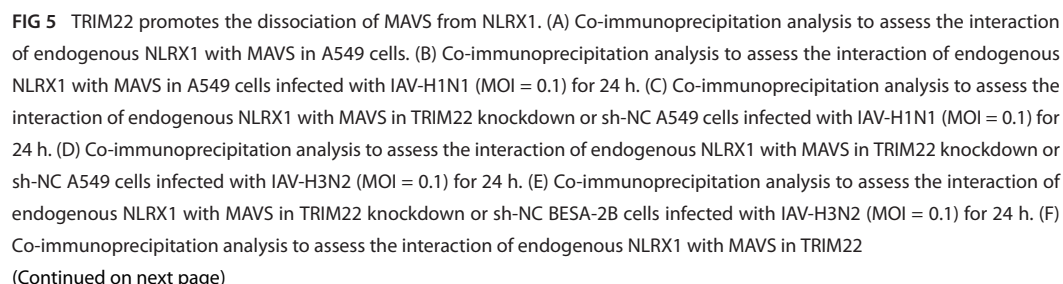 FIG 5 TRIM22 promotes the dissociation of MAVS from NLRX1. (A) Co-immunoprecipitation analysis to assess the interaction
of endogenous NLRX1 with MAVS in A549 cells. (B) Co-immunoprecipitation analysis to assess the interaction of endogenous
NLRX1 with MAVS in A549 cells infected with IAV-H1N1 (MOI = 0.1) for 24 h. (C) Co-immunoprecipitation analysis to assess the
interaction of endogenous NLRX1 with MAVS in TRIM22 knockdown or sh-NC A549 cells infected with IAV-H1N1 (MOI = 0.1) for
24 h. (D) Co-immunoprecipitation analysis to assess the interaction of endogenous NLRX1 with MAVS in TRIM22 knockdown or
sh-NC A549 cells infected with IAV-H3N2 (MOI = 0.1) for 24 h. (E) Co-immunoprecipitation analysis to assess the interaction of
endogenous NLRX1 with MAVS in TRIM22 knockdown or sh-NC BESA-2B cells infected with IAV-H3N2 (MOI = 0.1) for 24 h. (F)
Co-immunoprecipitation analysis to assess the interaction of endogenous NLRX1 with MAVS in TRIM22
(Continued on next page)